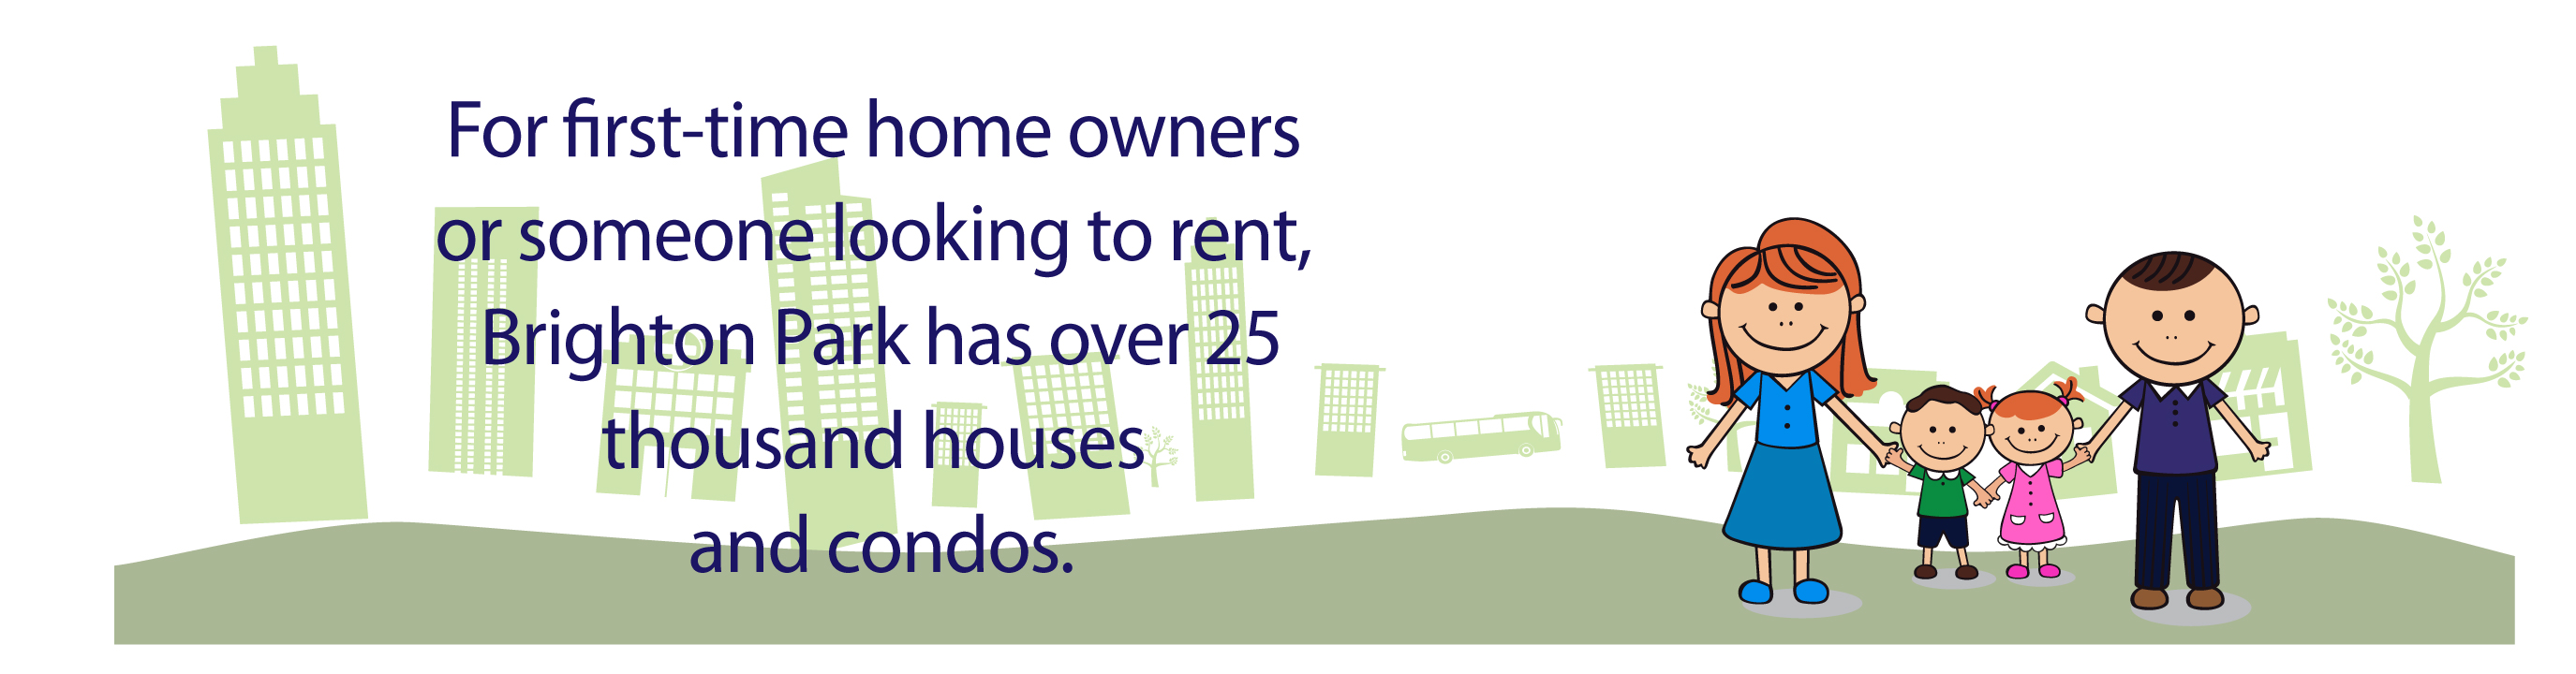 For first-time home owners
or someone looking to rent,
Brighton Park has over 25
thousand houses
and condos.